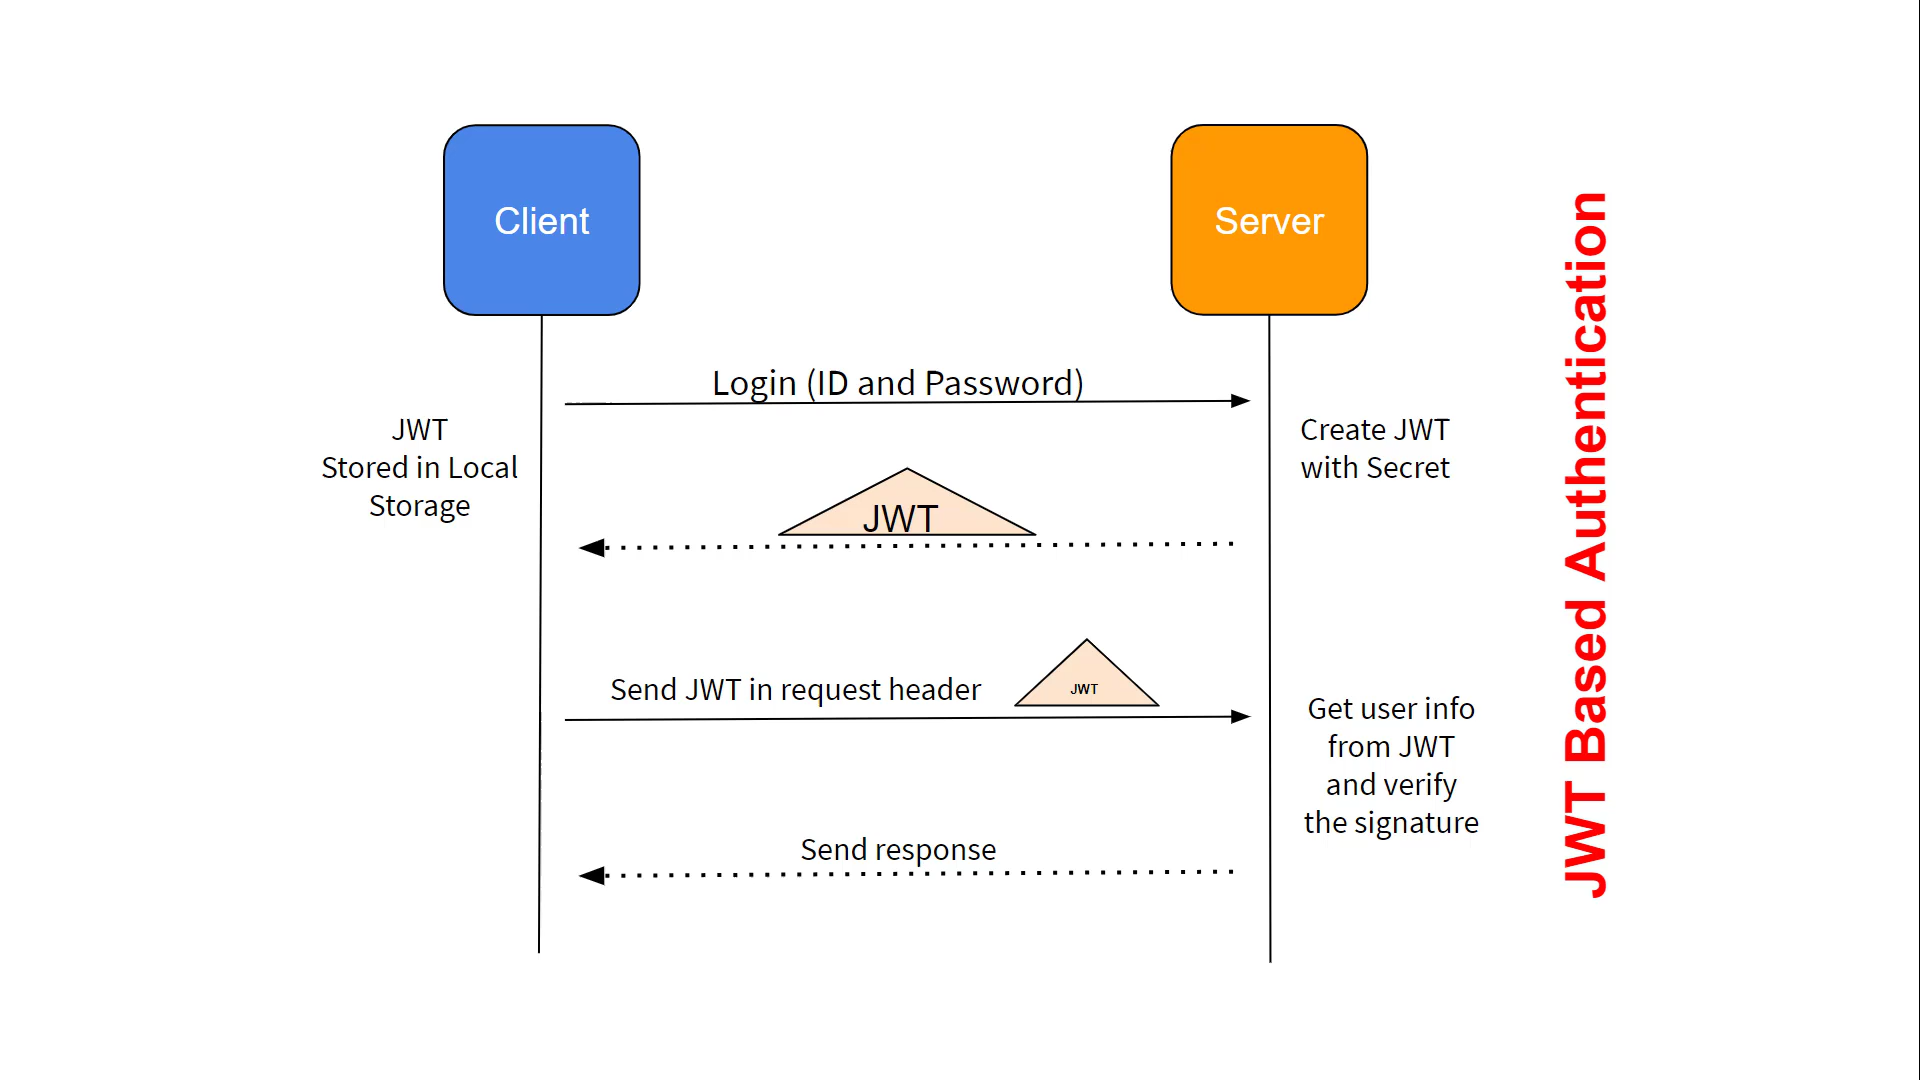 Client
Server
Login (ID and Password)
JWT
Stored in Local
Storage
Create JWT
with Secret
JWT
Send JWT in request header
JWT
Get user info
from JWT
and verify
the signature
Send response
JWT Based Authentication